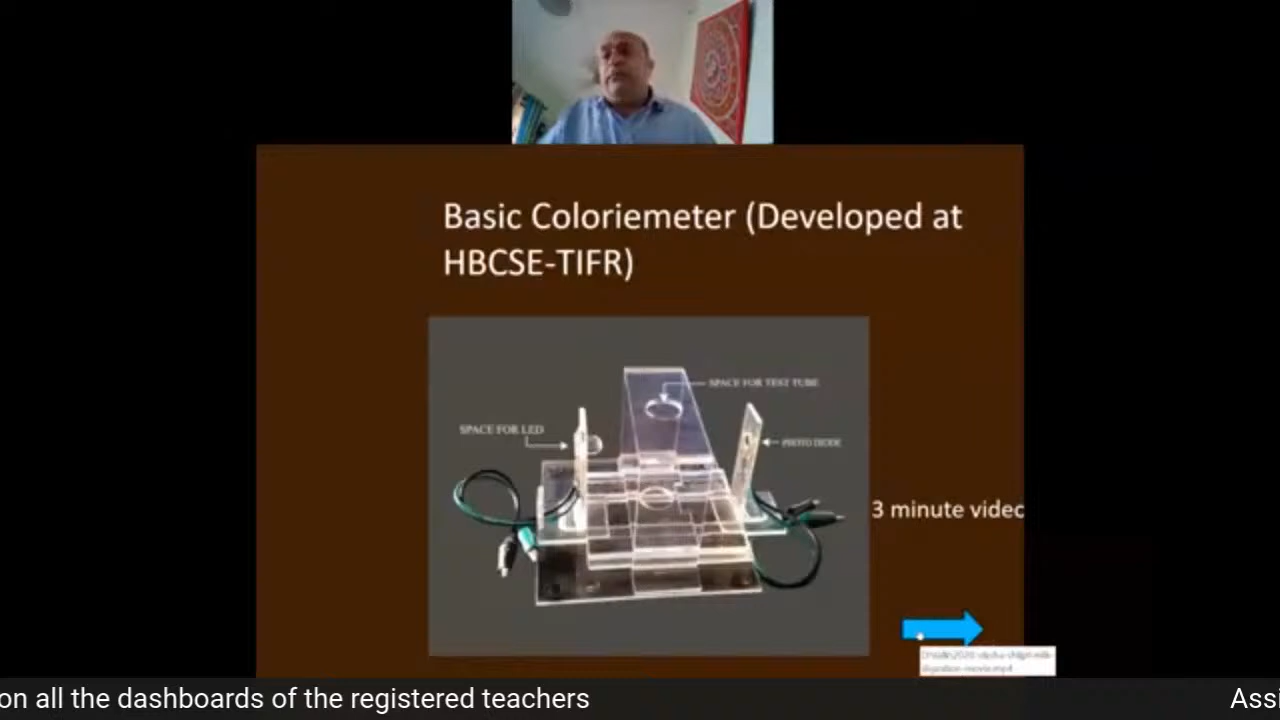 Basic Coloriemeter (Developed at
HBCSE-TIFR)
SPACE FOR TEST TUBE
SPACE FOR LED
PHOTO DIODE
3 minute videc
on all the dashboards of the registered teachers
Assi